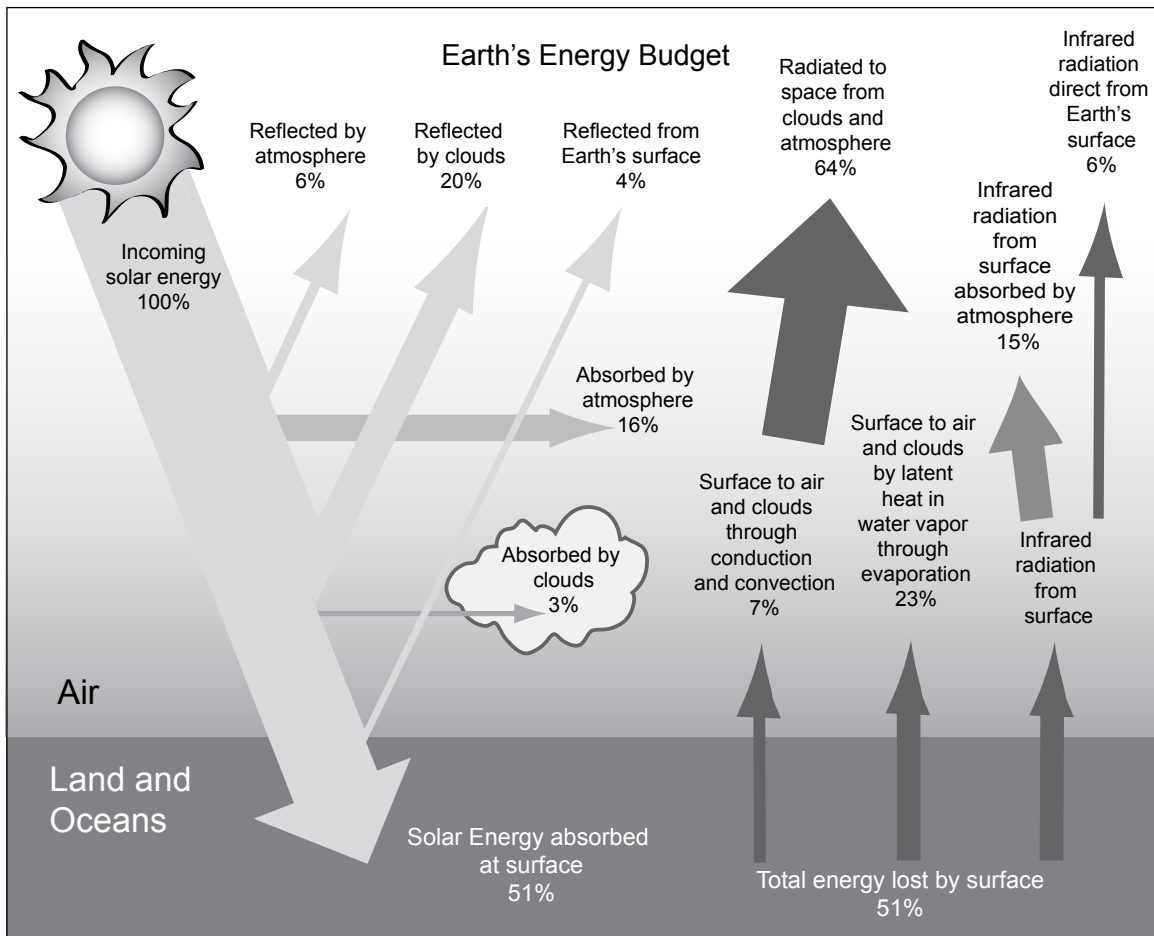 Earth's Energy Budget
Incoming
solar energy
100%
Reflected by
atmosphere
6%
Reflected
by clouds
20%
Reflected from
Earth's surface
4%
Radiated to
space from
clouds and
atmosphere
64%
Infrared
radiation
direct from
Earth's
surface
6%
Infrared
radiation
from
surface
absorbed by
atmosphere
15%
Absorbed by
atmosphere
16%
Absorbed by
clouds
3%
Surface to air
and clouds
through
conduction
and convection
7%
Surface to air
and clouds
by latent
heat in
water vapor
through
evaporation
23%
Infrared
radiation
from
surface
Air
Land and
Oceans
Solar Energy absorbed
at surface
51%
Total energy lost by surface
51%